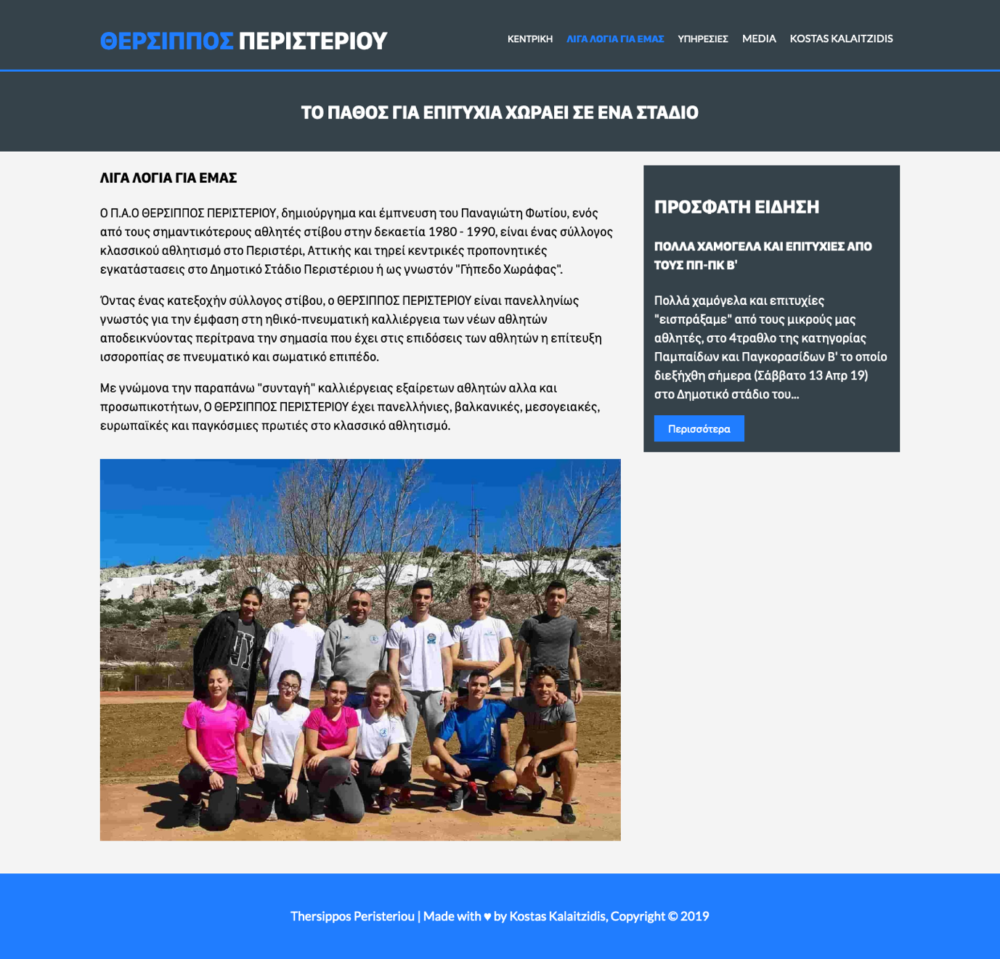 ΘΕΡΣΙΠΠΟΣ ΠΕΡΙΣΤΕΡΙΟΥ
ΚΕΝΤΡΙΚΗ ΛΙΓΑ ΛΟΓΙΑ ΓΙΑ ΕΜΑΣ ΥΠΗΡΕΣΙΕΣ MEDIA KOSTAS KALAITZIDIS
ΤΟ ΠΑΘΟΣ ΓΙΑ ΕΠΙΤΥΧΙΑ ΧΩΡΑΕΙ ΣΕ ΕΝΑ ΣΤΑΔΙΟ
ΛΙΓΑ ΛΟΓΙΑ ΓΙΑ ΕΜΑΣ
Ο Π.Α.Ο ΘΕΡΣΙΠΠΟΣ ΠΕΡΙΣΤΕΡΙΟΥ, δημιούργημα και έμπνευση του Παναγιώτη Φωτίου, ενός
από τους σημαντικότερους αθλητές στίβου στην δεκαετία 1980 - 1990, είναι ένας σύλλογος
κλασσικού αθλητισμό στο Περιστέρι, Αττικής και τηρεί κεντρικές προπονητικές
εγκατάστασεις στο Δημοτικό Στάδιο Περιστέριου ή ως γνωστόν "Γήπεδο Χωράφας".
Όντας ένας κατεξοχήν σύλλογος στίβου, ο ΘΕΡΣΙΠΠΟΣ ΠΕΡΙΣΤΕΡΙΟΥ είναι πανελληνίως
γνωστός για την έμφαση στη ηθικό-πνευματική καλλιέργεια των νέων αθλητών
αποδεικνύοντας περίτρανα την σημασία που έχει στις επιδόσεις των αθλητών η επίτευξη
ισσοροπίας σε πνευματικό και σωματικό επιπέδο.
Με γνώμονα την παραπάνω "συνταγή" καλλιέργειας εξαίρετων αθλητών αλλα και
προσωπικοτήτων, Ο ΘΕΡΣΙΠΠΟΣ ΠΕΡΙΣΤΕΡΙΟΥ έχει πανελλήνιες, βαλκανικές, μεσογειακές,
ευρωπαϊκές και παγκόσμιες πρωτιές στο κλασσικό αθλητισμό.
ΠΡΟΣΦΑΤΗ ΕΙΔΗΣΗ
ΠΟΛΛΑ ΧΑΜΟΓΕΛΑ ΚΑΙ ΕΠΙΤΥΧΙΕΣ ΑΠΟ
ΤΟΥΣ ΠΠ-ΠΚ Β'
Πολλά χαμόγελα και επιτυχίες
"εισπράξαμε" από τους μικρούς μας
αθλητές, στο 4τραθλο της κατηγορίας
Παμπαίδων και Παγκορασίδων Β' το οποίο
διεξήχθη σήμερα (Σάββατο 13 Απρ 19)
στο Δημοτικό στάδιο του...
Περισσότερα
Thersippos Peristeriou | Made with ♥ by Kostas Kalaitzidis, Copyright © 2019